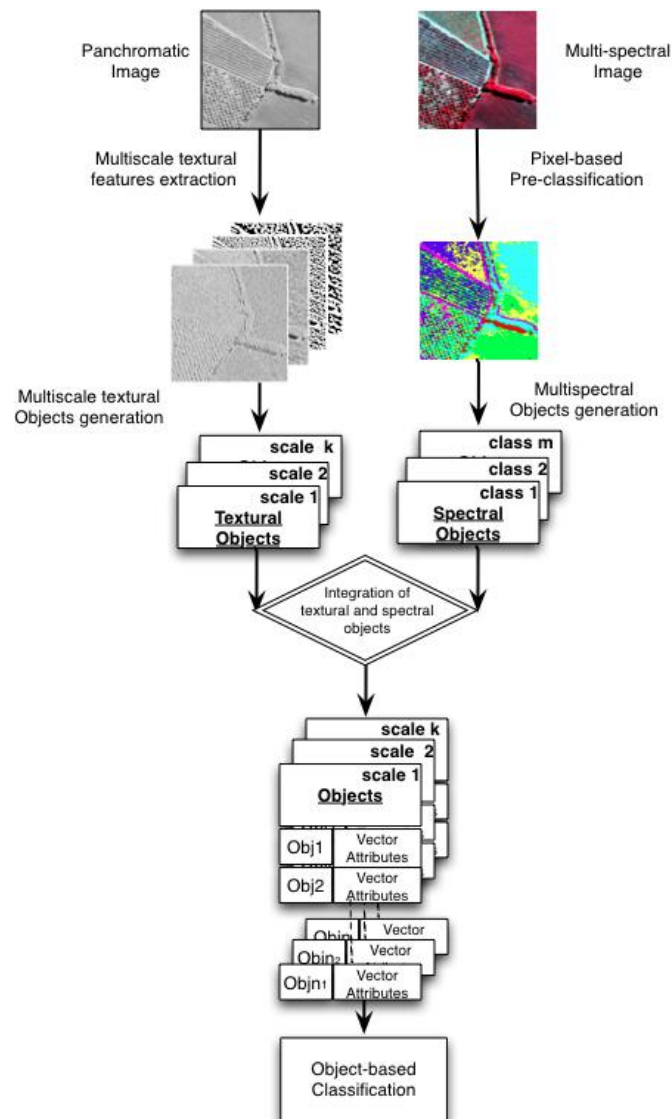 Panchromatic
Image
Multi-spectral
Image
Multiscale textural
features extraction
Pixel-based
Pre-classification
Multiscale textural
Objects generation
Multispectral
Objects generation
scale k
scale 2
scale 1
Textural
Objects
class m
class 2
class 1
Spectral
Objects
Integration of
textural and spectral
objects
scale k
scale 2
scale 1
Objects
Obj1
Vector
Attributes
Obj2
Vector
Attributes
Vector
Objn2
Vector
Objn1
Vector
Attributes
Object-based
Classification